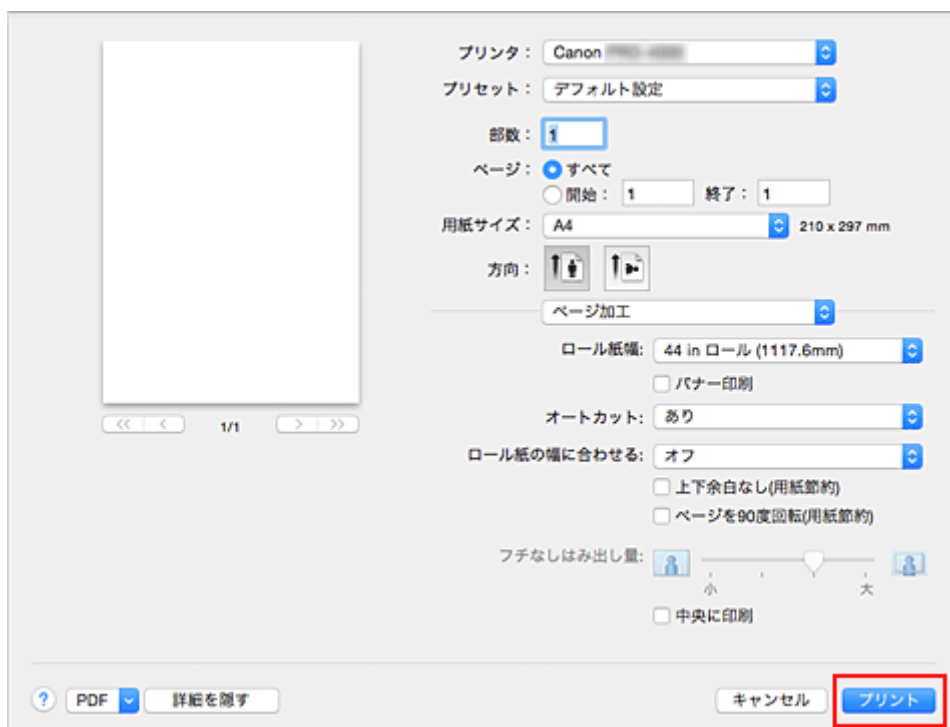 プリンタ： Canon
プリセット： デフォルト設定
部数： 1
ページ： すべて
開始： 1 終了： 1
用紙サイズ： A4 210 x 297 mm
方向：
ページ加工
ロール紙幅: 44 in ロール (1117.6mm)
バナー印刷
オートカット: あり
ロール紙の幅に合わせる: オフ
上下余白なし(用紙節約)
ページを90度回転(用紙節約)
フチなしはみ出し量:
小 大
中央に印刷
<< < 1/1 > >>
? PDF 詳細を隠す キャンセル プリント